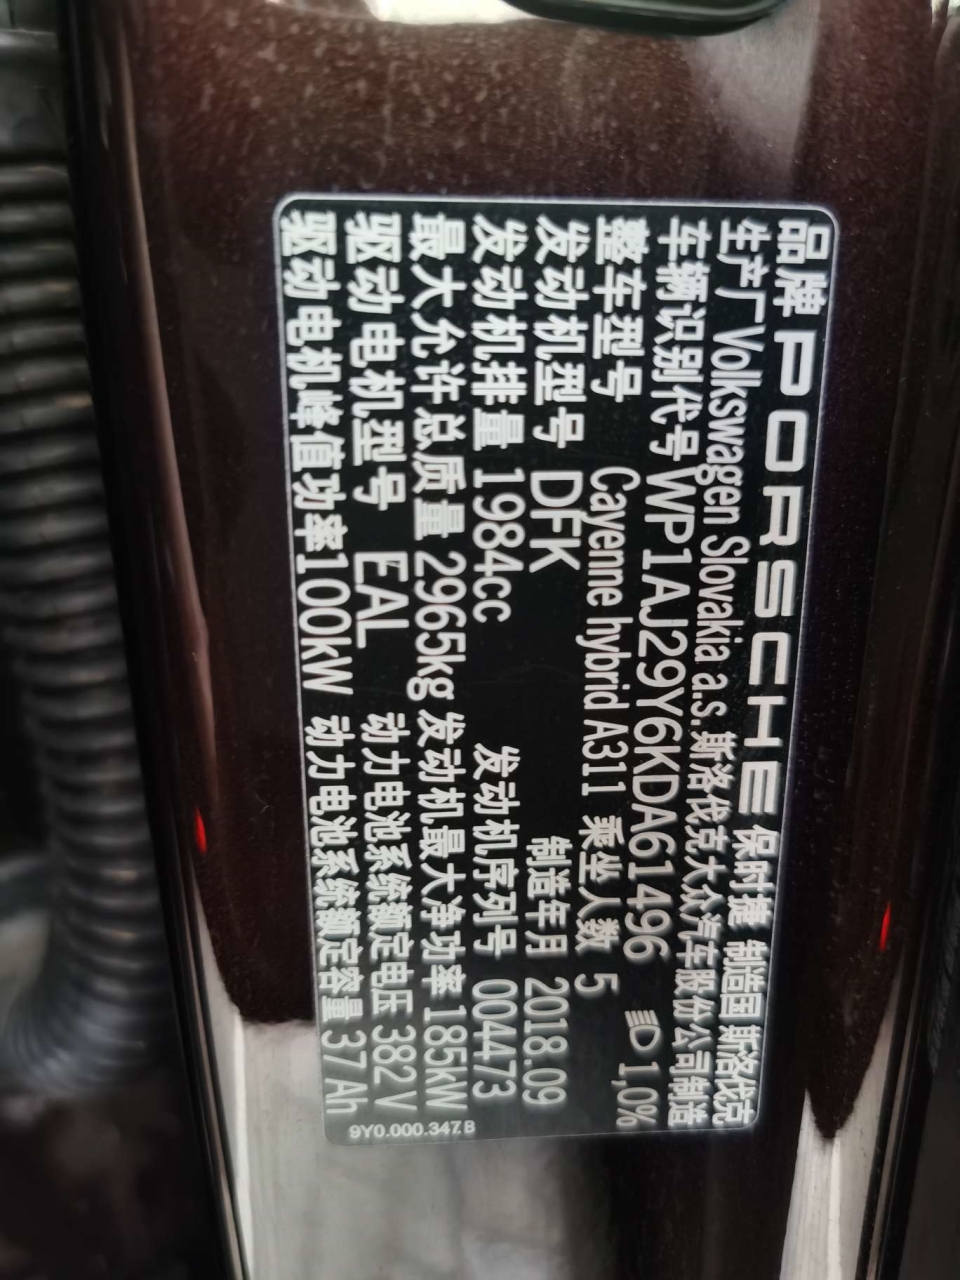 品牌 PORSCHE 保时捷 制造国 斯洛伐克
生产厂 Volkswagen Slovakia a.s. 斯洛伐克大众汽车股份公司制造
车辆识别代号 WP1AJ29Y6KDA61496 1,0%
整车型号 Cayenne hybrid A311 乘坐人数 5
发动机型号 DFK 制造年月 2018.09
发动机排量 1984cc 发动机序列号 004473
最大允许总质量 2965kg 发动机最大净功率 185kW
驱动电机型号 EAL 动力电池系统额定电压 382V
驱动电机峰值功率100kW 动力电池系统额定容量 37Ah
9Y0.000.347.B